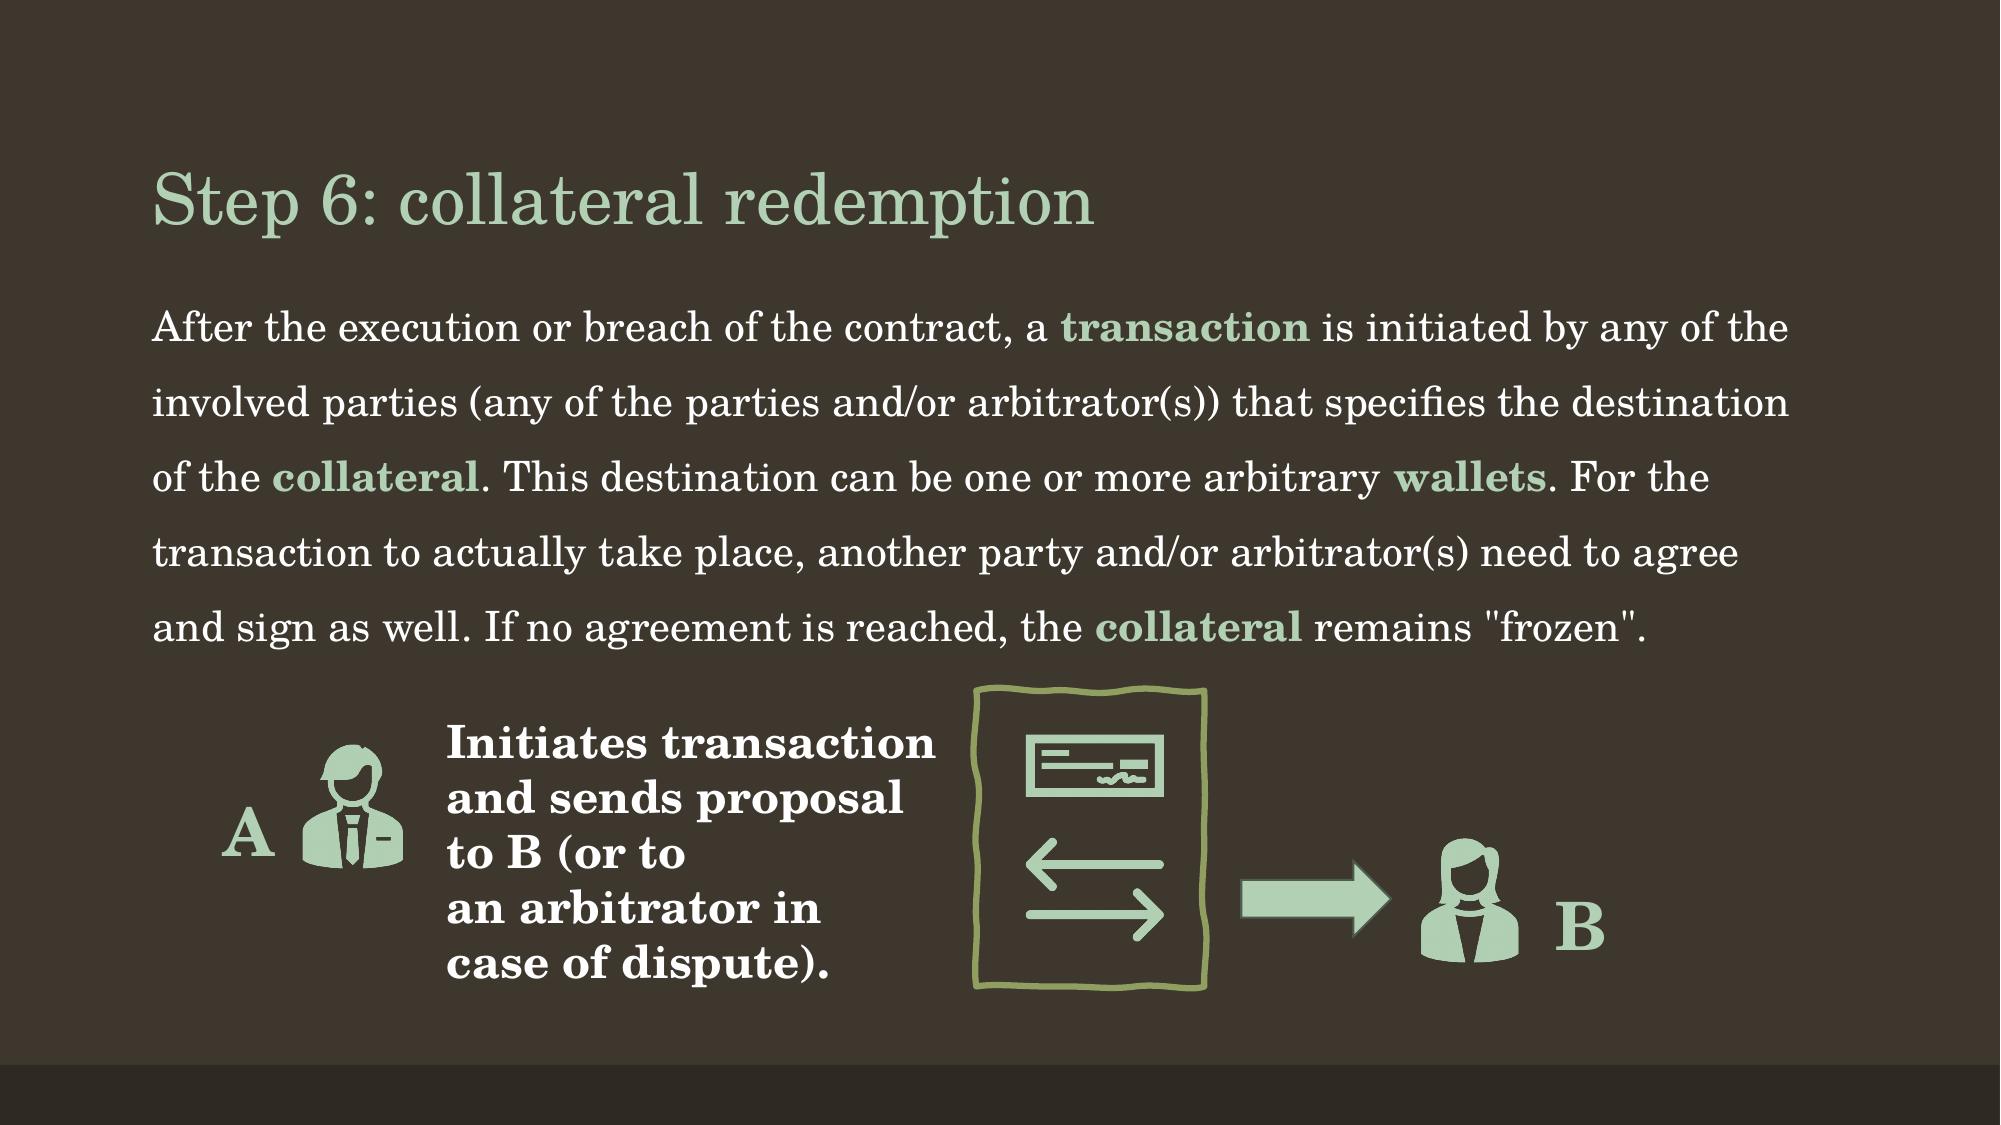 Step 6: collateral redemption
After the execution or breach of the contract, a transaction is initiated by any of the
involved parties (any of the parties and/or arbitrator(s)) that specifies the destination
of the collateral. This destination can be one or more arbitrary wallets. For the
transaction to actually take place, another party and/or arbitrator(s) need to agree
and sign as well. If no agreement is reached, the collateral remains "frozen".
A
Initiates transaction
and sends proposal
to B (or to
an arbitrator in
case of dispute).
B